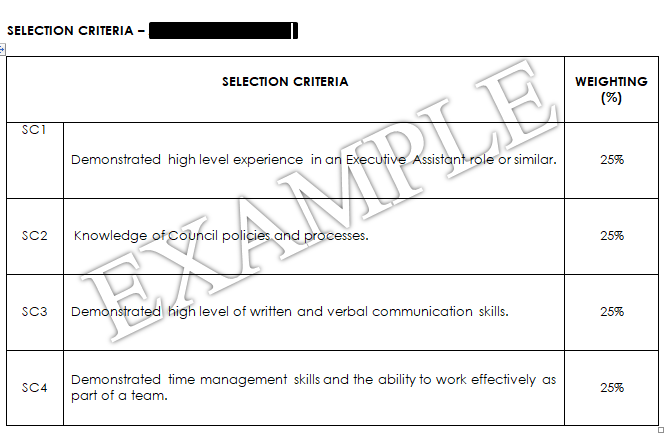 SELECTION CRITERIA –
SELECTION CRITERIA
WEIGHTING
(%)
SC1
Demonstrated high level experience in an Executive Assistant role or similar.
25%
SC2
Knowledge of Council policies and processes.
25%
SC3
Demonstrated high level of written and verbal communication skills.
25%
SC4
Demonstrated time management skills and the ability to work effectively as
part of a team.
25%
EXAMPLE